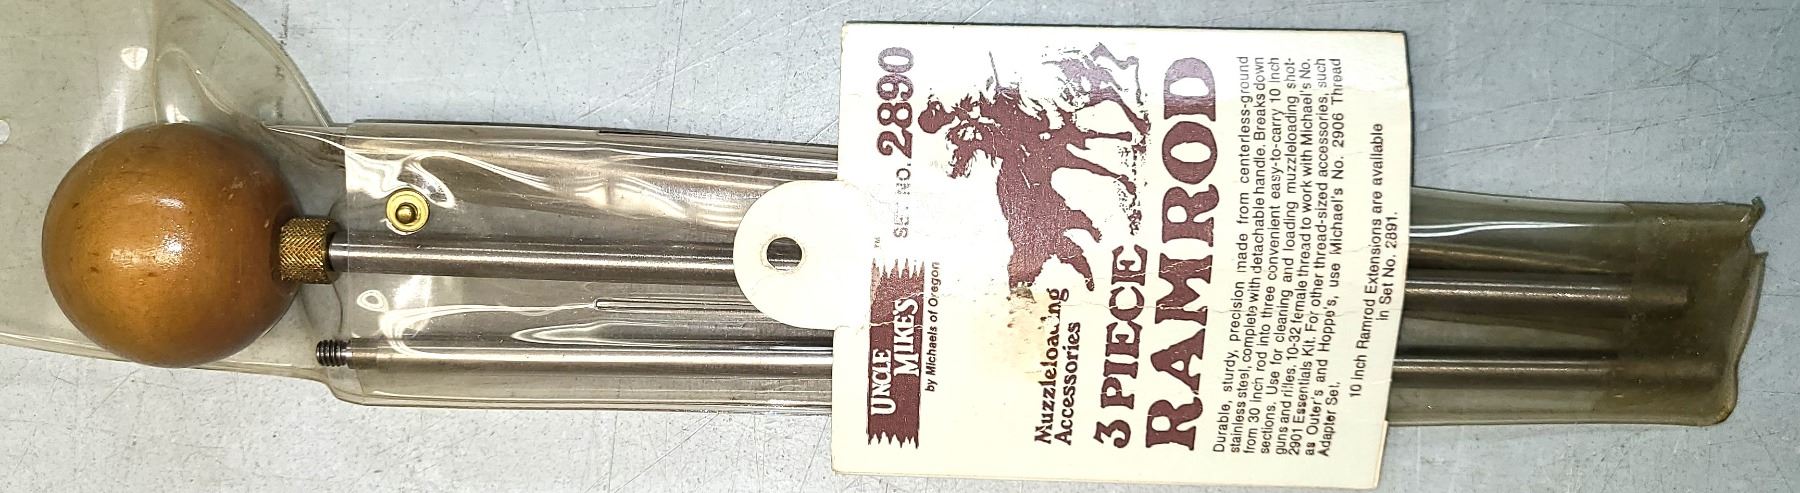 UNCLE MIKE'S ™
by Michaels of Oregon
SET NO. 2890
Muzzleloading
Accessories
3 PIECE
RAMROD
Durable, sturdy, precision made from centerless-ground
stainless steel, complete with detachable handle. Breaks down
from 30 inch rod into three convenient easy-to-carry 10 inch
sections. Use for cleaning and loading muzzleloading shot-
guns and rifles. 10-32 female thread to work with Michael's No.
2901 Essentials Kit. For other thread-sized accessories, such
as Outer's and Hoppe's, use Michael's No. 2906 Thread
Adapter Set.
10 inch Ramrod Extensions are available
in Set No. 2891.